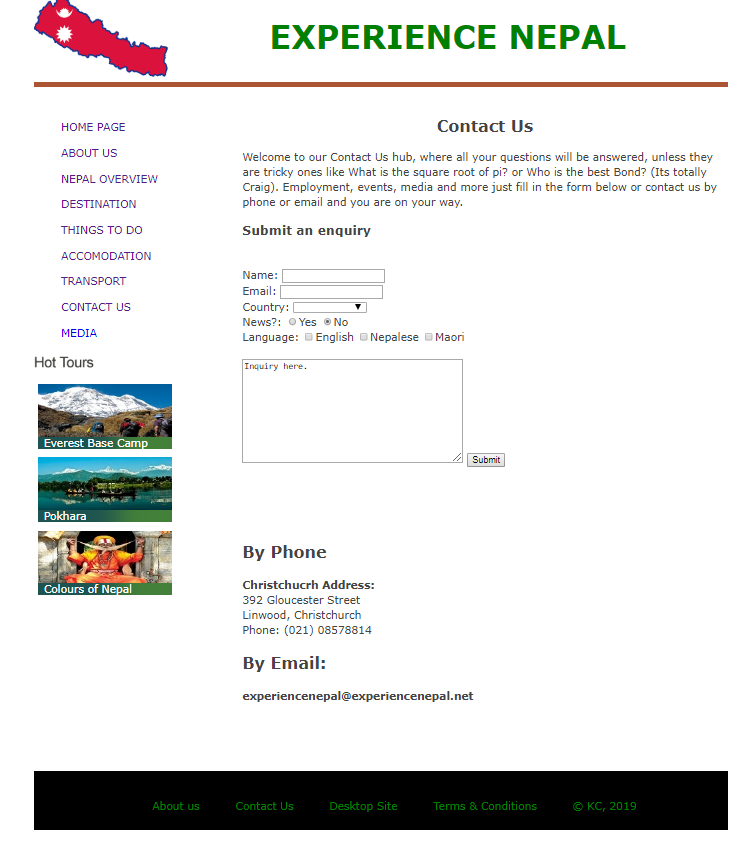 EXPERIENCE NEPAL
HOME PAGE
ABOUT US
NEPAL OVERVIEW
DESTINATION
THINGS TO DO
ACCOMODATION
TRANSPORT
CONTACT US
MEDIA
Hot Tours
Everest Base Camp
Pokhara
Colours of Nepal
Contact Us
Welcome to our Contact Us hub, where all your questions will be answered, unless they
are tricky ones like What is the square root of pi? or Who is the best Bond? (Its totally
Craig). Employment, events, media and more just fill in the form below or contact us by
phone or email and you are on your way.
Submit an enquiry
Name:
Email:
Country:
News?: Yes No
Language: English Nepalese Maori
Inquiry here.
Submit
By Phone
Christchucrh Address:
392 Gloucester Street
Linwood, Christchurch
Phone: (021) 08578814
By Email:
experiencenepal@experiencenepal.net
About us Contact Us Desktop Site Terms & Conditions © KC, 2019